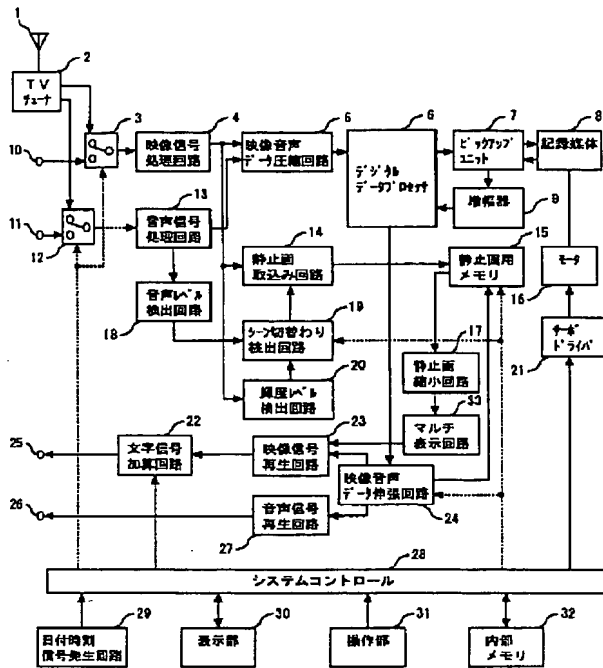 1
2
TV
チューナ
3
4
5
6
7
8
映像信号
処理回路
映像音声
データ圧縮回路
デジタル
データプロセッサ
ピックアップ
ユニット
記録媒体
10
11
12
13
音声信号
処理回路
増幅器
9
14
静止画
取込み回路
15
静止画用
メモリ
モータ
16
音声レベル
検出回路
18
19
シーン切替わり
検出回路
17
静止画
縮小回路
サーボ
ドライバ
21
20
輝度レベル
検出回路
33
マルチ
表示回路
22
文字信号
加算回路
23
映像信号
再生回路
25
映像音声
データ伸張回路
24
26
音声信号
再生回路
27
28
システムコントロール
29
日付時刻
信号発生回路
30
表示部
31
操作部
32
内部
メモリ